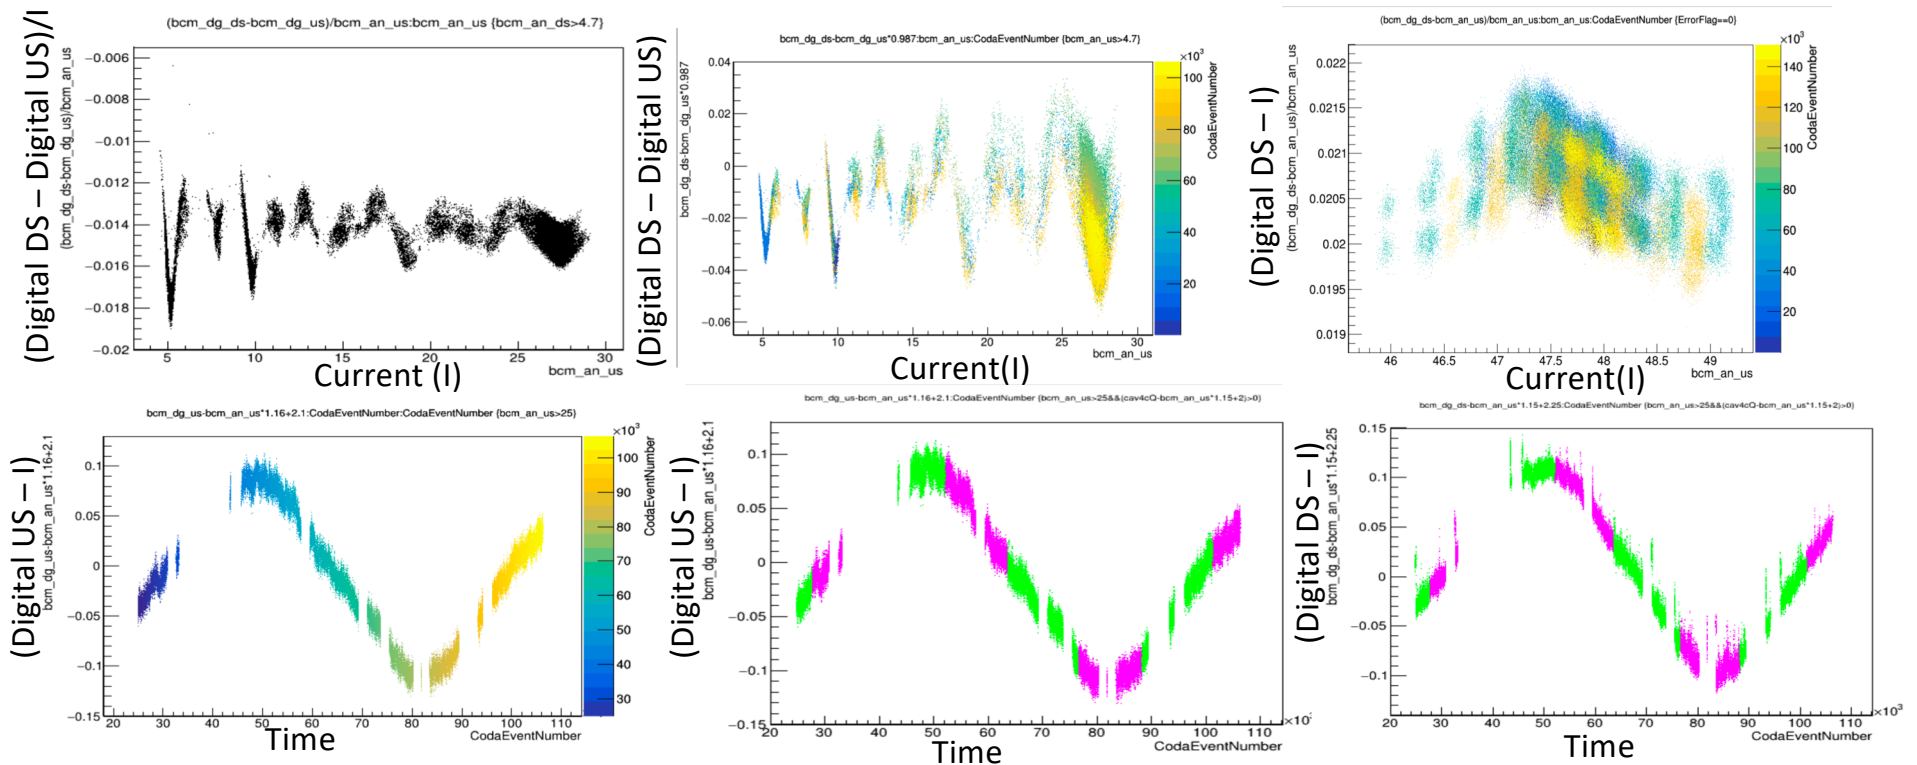 (bcm_dg_ds-bcm_dg_us)/bcm_an_us:bcm_an_us {bcm_an_ds>4.7}
(Digital DS – Digital US)/I
(bcm_dg_ds-bcm_dg_us)/bcm_an_us
−0.006
−0.008
−0.01
−0.012
−0.014
−0.016
−0.018
−0.02
5 10 15 20 25 30
Current (I)
bcm_an_us
bcm_dg_ds-bcm_dg_us*0.987:bcm_an_us:CodaEventNumber {bcm_an_us>4.7}
(Digital DS – Digital US)
bcm_dg_ds-bcm_dg_us*0.987
0.04
0.02
0
−0.02
−0.04
−0.06
5 10 15 20 25 30
Current(I)
bcm_an_us
×10³
100
80
60
40
20
CodaEventNumber
(bcm_dg_ds-bcm_an_us)/bcm_an_us:bcm_an_us:CodaEventNumber {ErrorFlag==0}
(Digital DS – I)
(bcm_dg_ds-bcm_an_us)/bcm_an_us
0.022
0.0215
0.021
0.0205
0.02
0.0195
0.019
46 46.5 47 47.5 48 48.5 49
Current(I)
bcm_an_us
×10³
140
120
100
80
60
40
20
CodaEventNumber
bcm_dg_us-bcm_an_us*1.16+2.1:CodaEventNumber:CodaEventNumber {bcm_an_us>25}
(Digital US – I)
bcm_dg_us-bcm_an_us*1.16+2.1
0.1
0.05
0
−0.05
−0.1
−0.15
20 30 40 50 60 70 80 90 100 110
Time
CodaEventNumber
×10³
100
90
80
70
60
50
40
30
CodaEventNumber
bcm_dg_us-bcm_an_us*1.16+2.1:CodaEventNumber {bcm_an_us>25&&(cav4cQ-bcm_an_us*1.15+2)>0}
(Digital US – I)
bcm_dg_us-bcm_an_us*1.16+2.1
0.1
0.05
0
−0.05
−0.1
−0.15
20 30 40 50 60 70 80 90 100 110
Time
CodaEventNumber
bcm_dg_ds-bcm_an_us*1.15+2.25:CodaEventNumber {bcm_an_us>25&&(cav4cQ-bcm_an_us*1.15+2)>0}
(Digital DS – I)
bcm_dg_ds-bcm_an_us*1.15+2.25
0.15
0.1
0.05
0
−0.05
−0.1
20 30 40 50 60 70 80 90 100 110
×10³
Time
CodaEventNumber